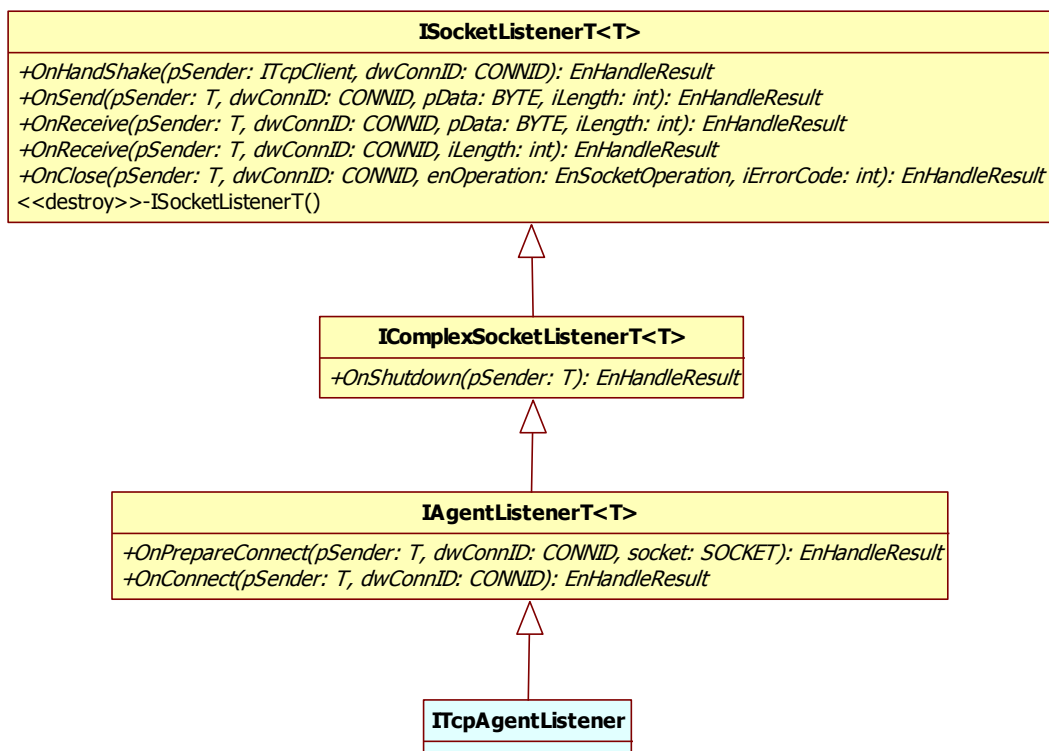 ISocketListenerT<T>
+OnHandShake(pSender: ITcpClient, dwConnID: CONNID): EnHandleResult
+OnSend(pSender: T, dwConnID: CONNID, pData: BYTE, iLength: int): EnHandleResult
+OnReceive(pSender: T, dwConnID: CONNID, pData: BYTE, iLength: int): EnHandleResult
+OnReceive(pSender: T, dwConnID: CONNID, iLength: int): EnHandleResult
+OnClose(pSender: T, dwConnID: CONNID, enOperation: EnSocketOperation, iErrorCode: int): EnHandleResult
<<destroy>>-ISocketListenerT()
IComplexSocketListenerT<T>
+OnShutdown(pSender: T): EnHandleResult
IAgentListenerT<T>
+OnPrepareConnect(pSender: T, dwConnID: CONNID, socket: SOCKET): EnHandleResult
+OnConnect(pSender: T, dwConnID: CONNID): EnHandleResult
ITcpAgentListener